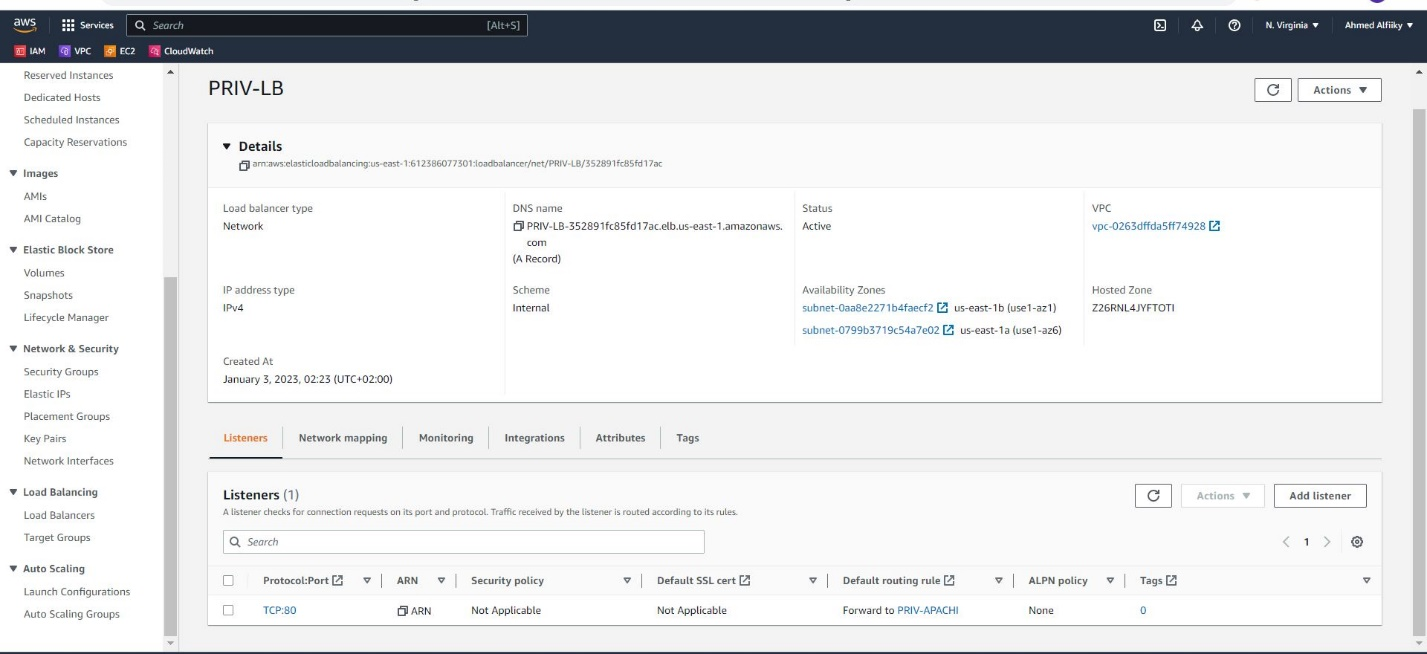 aws Services Search [Alt+S] N. Virginia Ahmed Alfiiky
IAM VPC EC2 CloudWatch
Reserved Instances
Dedicated Hosts
Scheduled Instances
Capacity Reservations
Images
AMIs
AMI Catalog
Elastic Block Store
Volumes
Snapshots
Lifecycle Manager
Network & Security
Security Groups
Elastic IPs
Placement Groups
Key Pairs
Network Interfaces
Load Balancing
Load Balancers
Target Groups
Auto Scaling
Launch Configurations
Auto Scaling Groups
PRIV-LB
Actions
Details
arn:aws:elasticloadbalancing:us-east-1:612386077301:loadbalancer/net/PRIV-LB/352891fc85fd17ac
Load balancer type
Network
DNS name
PRIV-LB-352891fc85fd17ac.elb.us-east-1.amazonaws.
com
(A Record)
Status
Active
VPC
vpc-0263dffda5ff74928
IP address type
IPv4
Scheme
Internal
Availability Zones
subnet-0aa8e2271b4faecf2 us-east-1b (use1-az1)
subnet-0799b3719c54a7e02 us-east-1a (use1-az6)
Hosted Zone
Z26RNL4JYFTOTI
Created At
January 3, 2023, 02:23 (UTC+02:00)
Listeners Network mapping Monitoring Integrations Attributes Tags
Listeners (1)
Actions Add listener
A listener checks for connection requests on its port and protocol. Traffic received by the listener is routed according to its rules.
Search
1
Protocol:Port ARN Security policy Default SSL cert Default routing rule ALPN policy Tags
TCP:80 ARN Not Applicable Not Applicable Forward to PRIV-APACHI None 0